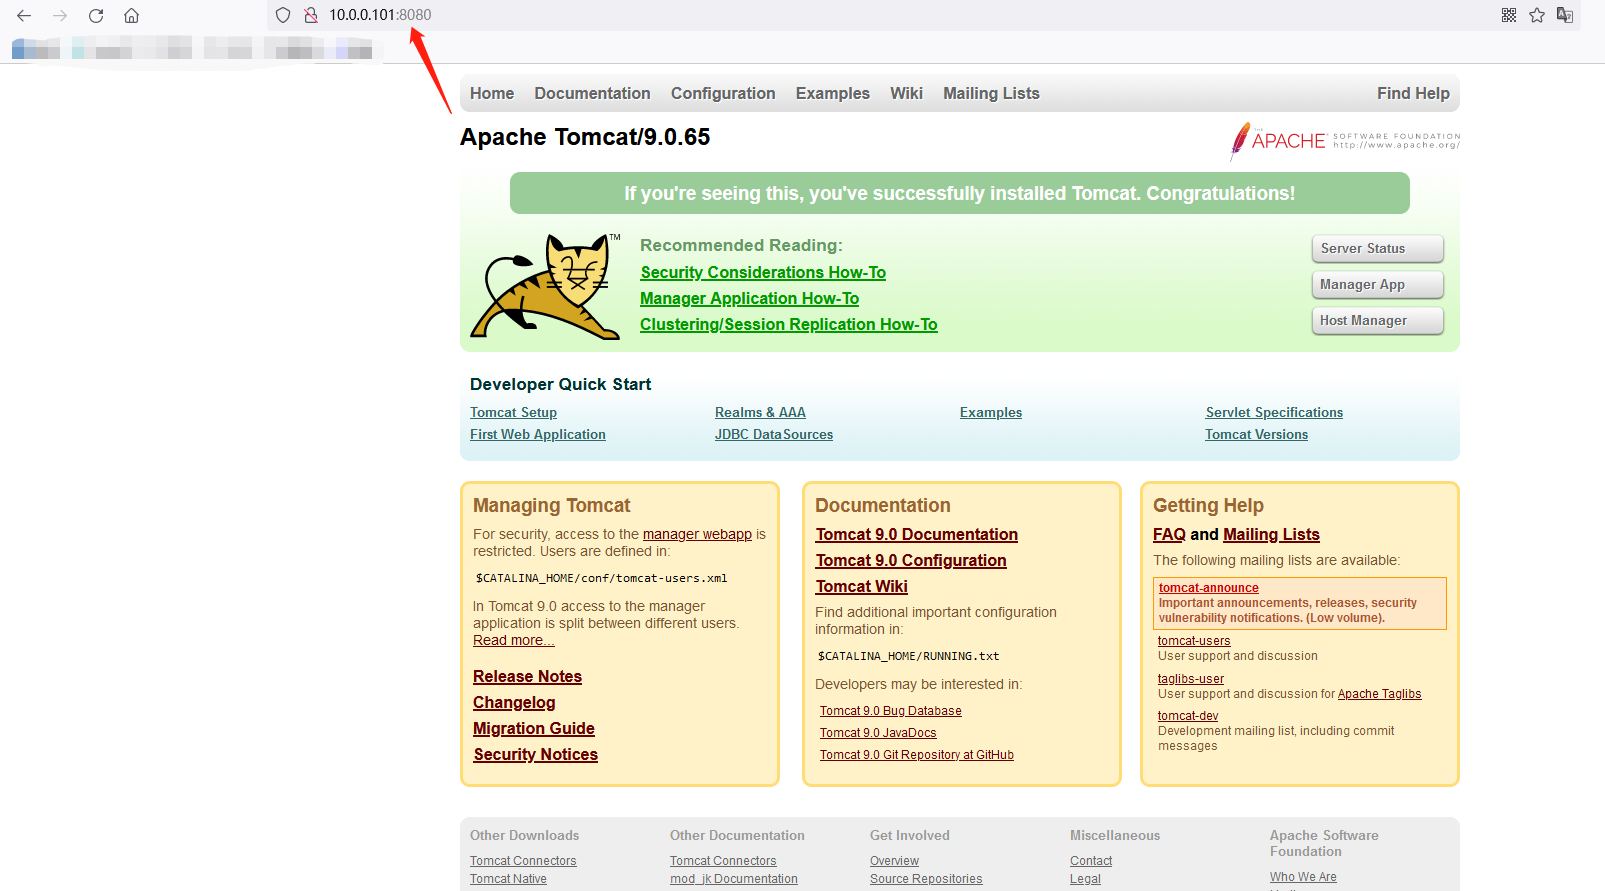 10.0.0.101:8080
Home Documentation Configuration Examples Wiki Mailing Lists Find Help
Apache Tomcat/9.0.65
THE APACHE SOFTWARE FOUNDATION
http://www.apache.org/
If you're seeing this, you've successfully installed Tomcat. Congratulations!
TM
Recommended Reading:
Security Considerations How-To
Manager Application How-To
Clustering/Session Replication How-To
Server Status
Manager App
Host Manager
Developer Quick Start
Tomcat Setup
First Web Application
Realms & AAA
JDBC DataSources
Examples
Servlet Specifications
Tomcat Versions
Managing Tomcat
For security, access to the manager webapp is
restricted. Users are defined in:
$CATALINA_HOME/conf/tomcat-users.xml
In Tomcat 9.0 access to the manager
application is split between different users.
Read more...
Release Notes
Changelog
Migration Guide
Security Notices
Documentation
Tomcat 9.0 Documentation
Tomcat 9.0 Configuration
Tomcat Wiki
Find additional important configuration
information in:
$CATALINA_HOME/RUNNING.txt
Developers may be interested in:
Tomcat 9.0 Bug Database
Tomcat 9.0 JavaDocs
Tomcat 9.0 Git Repository at GitHub
Getting Help
FAQ and Mailing Lists
The following mailing lists are available:
tomcat-announce
Important announcements, releases, security
vulnerability notifications. (Low volume).
tomcat-users
User support and discussion
taglibs-user
User support and discussion for Apache Taglibs
tomcat-dev
Development mailing list, including commit
messages
Other Downloads
Tomcat Connectors
Tomcat Native
Other Documentation
Tomcat Connectors
mod_jk Documentation
Get Involved
Overview
Source Repositories
Miscellaneous
Contact
Legal
Apache Software
Foundation
Who We Are